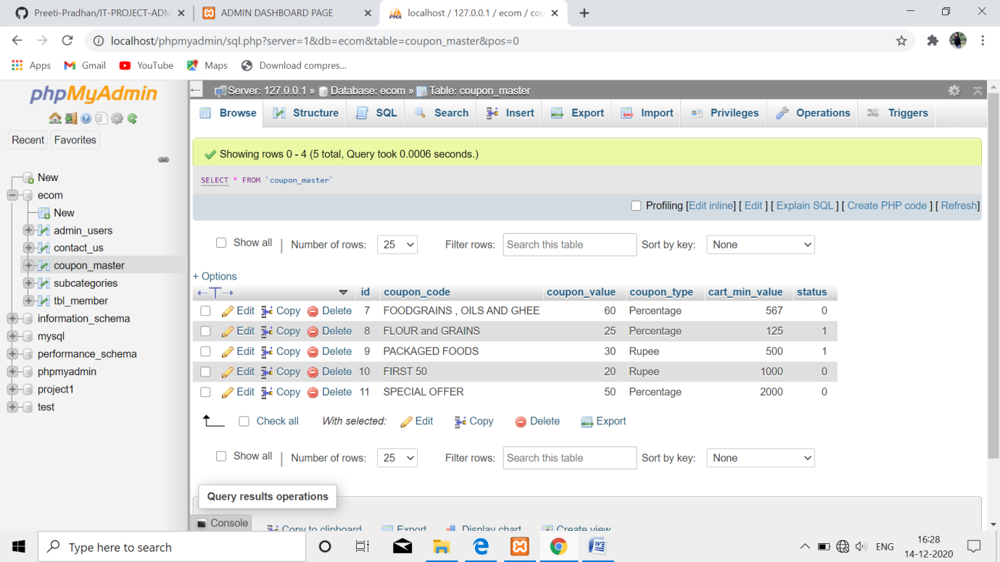 Preeti-Pradhan/IT-PROJECT-ADM
ADMIN DASHBOARD PAGE
localhost / 127.0.0.1 / ecom / cou
localhost/phpmyadmin/sql.php?server=1&db=ecom&table=coupon_master&pos=0
Apps Gmail YouTube Maps Download compres...
phpMyAdmin
Recent Favorites
New
ecom
New
admin_users
contact_us
coupon_master
subcategories
tbl_member
information_schema
mysql
performance_schema
phpmyadmin
project1
test
Server: 127.0.0.1 » Database: ecom » Table: coupon_master
Browse Structure SQL Search Insert Export Import Privileges Operations Triggers
Showing rows 0 - 4 (5 total, Query took 0.0006 seconds.)
SELECT * FROM `coupon_master`
Profiling [Edit inline] [ Edit ] [ Explain SQL ] [ Create PHP code ] [ Refresh]
Show all | Number of rows: 25 Filter rows: Search this table Sort by key: None
+ Options
←T→ id coupon_code coupon_value coupon_type cart_min_value status
Edit Copy Delete 7 FOODGRAINS , OILS AND GHEE 60 Percentage 567 0
Edit Copy Delete 8 FLOUR and GRAINS 25 Percentage 125 1
Edit Copy Delete 9 PACKAGED FOODS 30 Rupee 500 1
Edit Copy Delete 10 FIRST 50 20 Rupee 1000 0
Edit Copy Delete 11 SPECIAL OFFER 50 Percentage 2000 0
Check all With selected: Edit Copy Delete Export
Show all | Number of rows: 25 Filter rows: Search this table Sort by key: None
Query results operations
Console Copy to clipboard Export Display chart Create view
Type here to search
ENG
16:28
14-12-2020